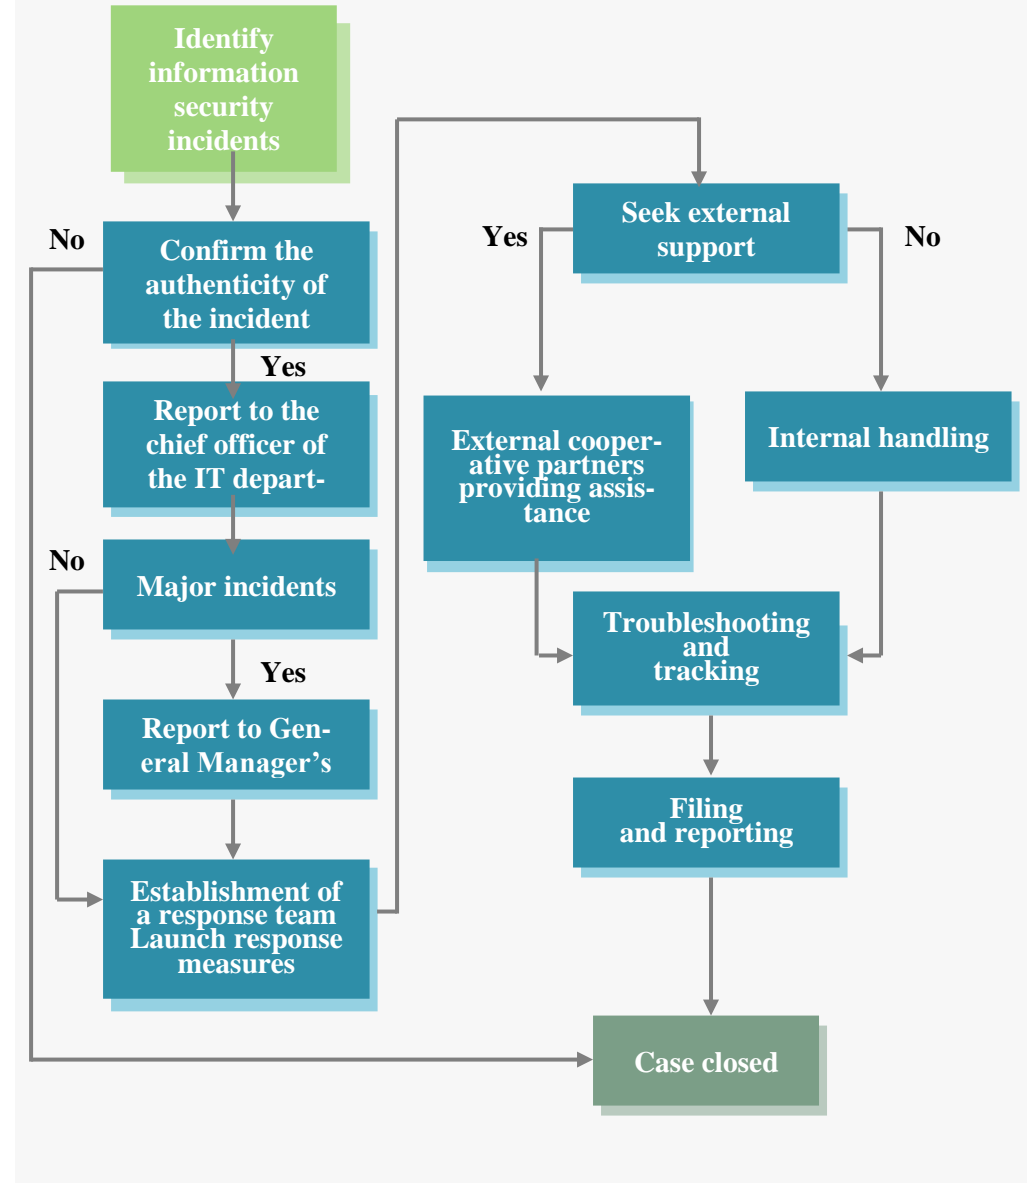 Identify
information
security
incidents
No
Confirm the
authenticity of
the incident
Yes
Report to the
chief officer of
the IT depart-
No
Major incidents
Yes
Report to Gen-
eral Manager’s
Establishment of
a response team
Launch response
measures
Seek external
support
Yes
No
External cooper-
ative partners
providing assis-
tance
Internal handling
Troubleshooting
and
tracking
Filing
and reporting
Case closed